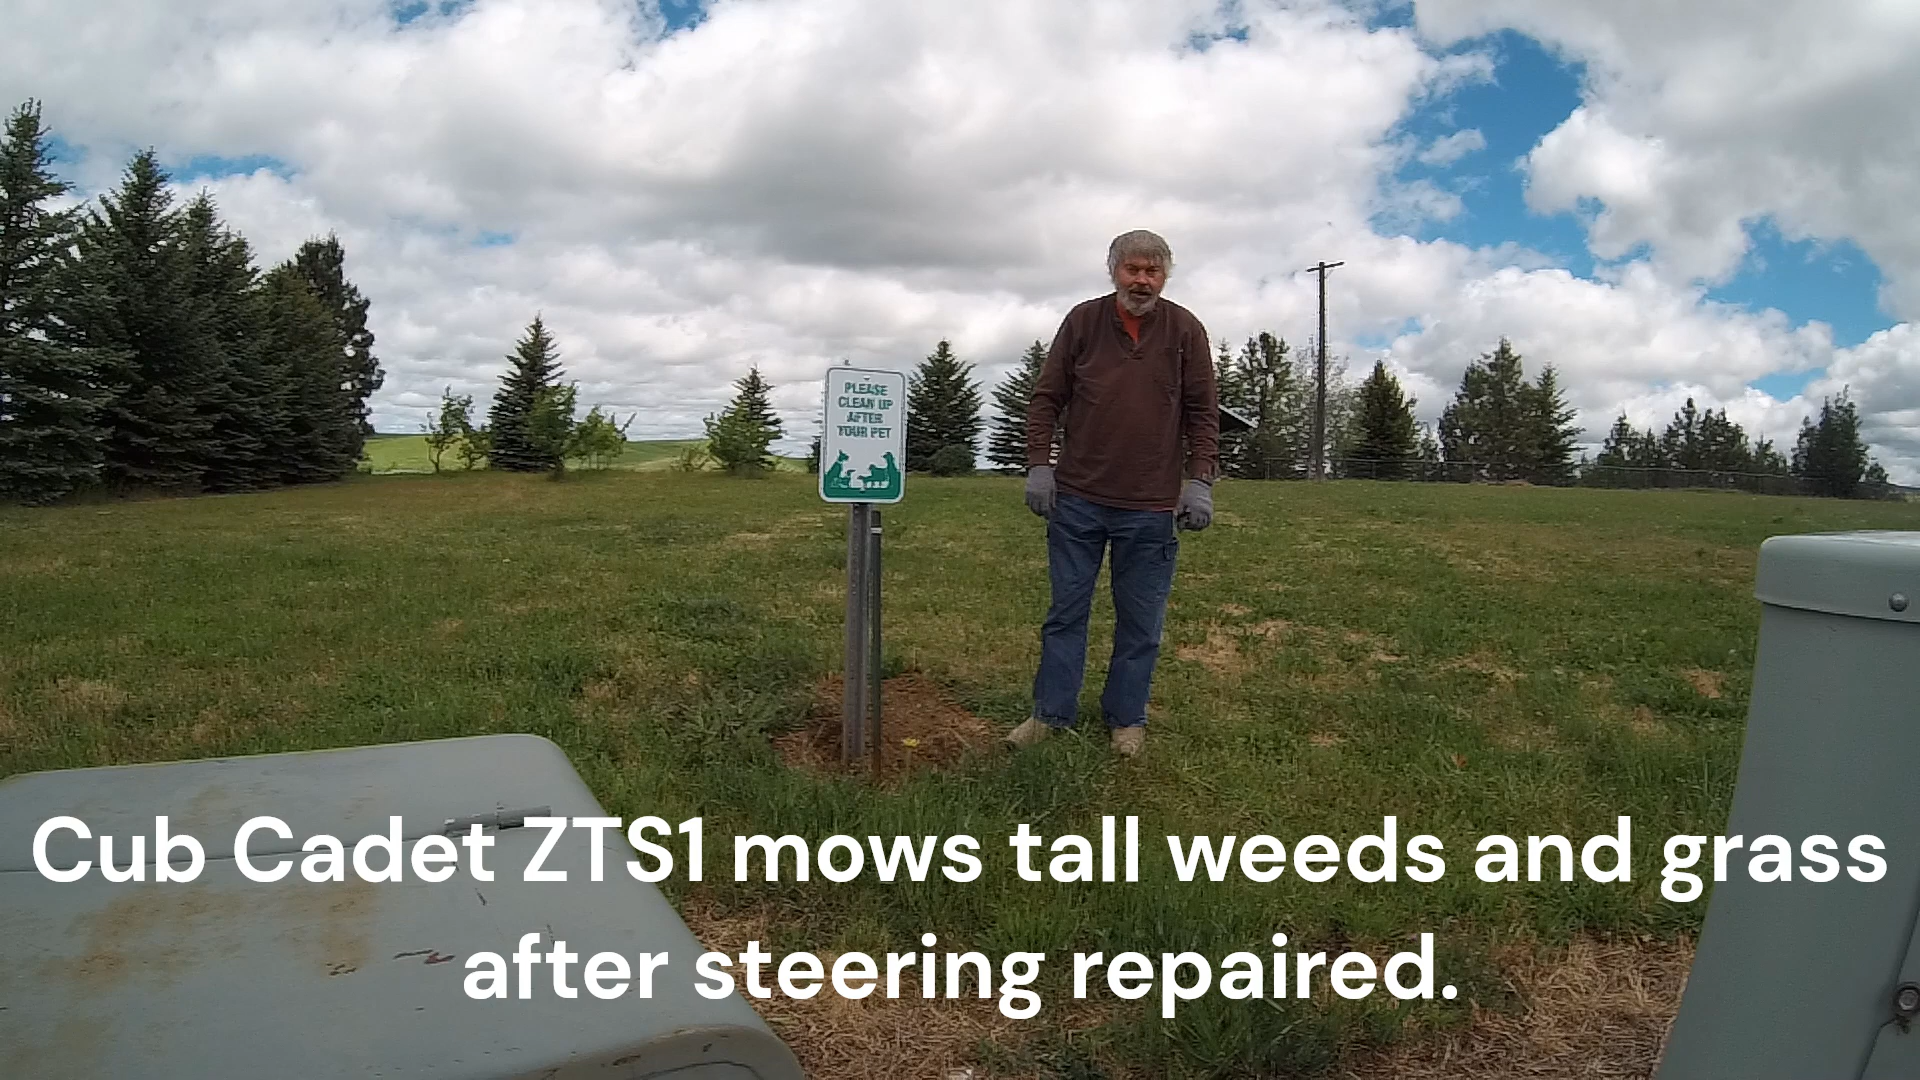 PLEASE
CLEAN UP
AFTER
YOUR PET
Cub Cadet ZTS1 mows tall weeds and grass
after steering repaired.